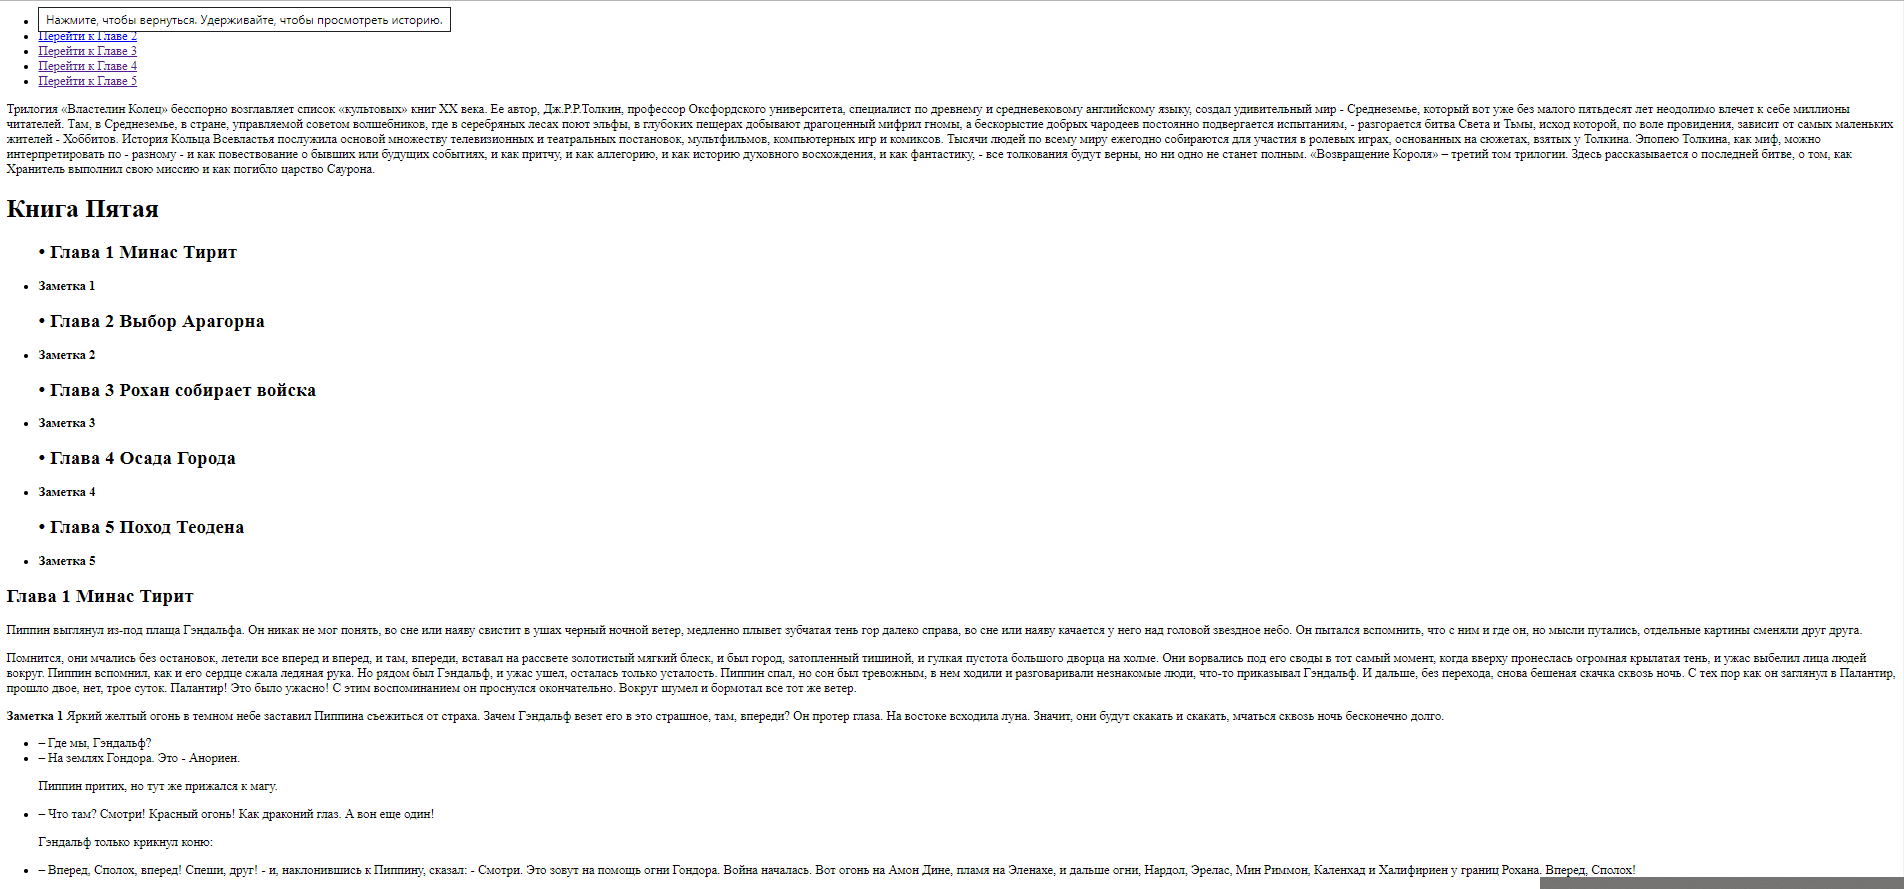 Нажмите, чтобы вернуться. Удерживайте, чтобы просмотреть историю.
Перейти к Главе 2
Перейти к Главе 3
Перейти к Главе 4
Перейти к Главе 5
Трилогия «Властелин Колец» бесспорно возглавляет список «культовых» книг XX века. Ее автор, Дж.Р.Р.Толкин, профессор Оксфордского университета, специалист по древнему и средневековому английскому языку, создал удивительный мир - Среднеземье, который вот уже без малого пятьдесят лет неодолимо влечет к себе миллионы
читателей. Там, в Среднеземье, в стране, управляемой советом волшебников, где в серебряных лесах поют эльфы, в глубоких пещерах добывают драгоценный мифрил гномы, а бескорыстие добрых чародеев постоянно подвергается испытаниям, - разгорается битва Света и Тьмы, исход которой, по воле провидения, зависит от самых маленьких
жителей - Хоббитов. История Кольца Всевластья послужила основой множеству телевизионных и театральных постановок, мультфильмов, компьютерных игр и комиксов. Тысячи людей по всему миру ежегодно собираются для участия в ролевых играх, основанных на сюжетах, взятых у Толкина. Эпопею Толкина, как миф, можно
интерпретировать по - разному - и как повествование о бывших или будущих событиях, и как притчу, и как аллегорию, и как историю духовного восхождения, и как фантастику, - все толкования будут верны, но ни одно не станет полным. «Возвращение Короля» – третий том трилогии. Здесь рассказывается о последней битве, о том, как
Хранитель выполнил свою миссию и как погибло царство Саурона.
Книга Пятая
• Глава 1 Минас Тирит
Заметка 1
• Глава 2 Выбор Арагорна
Заметка 2
• Глава 3 Рохан собирает войска
Заметка 3
• Глава 4 Осада Города
Заметка 4
• Глава 5 Поход Теодена
Заметка 5
Глава 1 Минас Тирит
Пиппин выглянул из-под плаща Гэндальфа. Он никак не мог понять, во сне или наяву свистит в ушах черный ночной ветер, медленно плывет зубчатая тень гор далеко справа, во сне или наяву качается у него над головой звездное небо. Он пытался вспомнить, что с ним и где он, но мысли путались, отдельные картины сменяли друг друга.
Помнится, они мчались без остановок, летели все вперед и вперед, и там, впереди, вставал на рассвете золотистый мягкий блеск, и был город, затопленный тишиной, и гулкая пустота большого дворца на холме. Они ворвались под его своды в тот самый момент, когда вверху пронеслась огромная крылатая тень, и ужас выбелил лица людей
вокруг. Пиппин вспомнил, как и его сердце сжала ледяная рука. Но рядом был Гэндальф, и ужас ушел, осталась только усталость. Пиппин спал, но сон был тревожным, в нем ходили и разговаривали незнакомые люди, что-то приказывал Гэндальф. И дальше, без перехода, снова бешеная скачка сквозь ночь. С тех пор как он заглянул в Палантир,
прошло двое, нет, трое суток. Палантир! Это было ужасно! С этим воспоминанием он проснулся окончательно. Вокруг шумел и бормотал все тот же ветер.
Заметка 1 Яркий желтый огонь в темном небе заставил Пиппина съежиться от страха. Зачем Гэндальф везет его в это страшное, там, впереди? Он протер глаза. На востоке всходила луна. Значит, они будут скакать и скакать, мчаться сквозь ночь бесконечно долго.
– Где мы, Гэндальф?
– На землях Гондора. Это - Анориен.
Пиппин притих, но тут же прижался к магу.
– Что там? Смотри! Красный огонь! Как драконий глаз. А вон еще один!
Гэндальф только крикнул коню:
– Вперед, Сполох, вперед! Спеши, друг! - и, наклонившись к Пиппину, сказал: - Смотри. Это зовут на помощь огни Гондора. Война началась. Вот огонь на Амон Дине, пламя на Эленахе, и дальше огни, Нардол, Эрелас, Мин Риммон, Каленхад и Халифириен у границ Рохана. Вперед, Сполох!